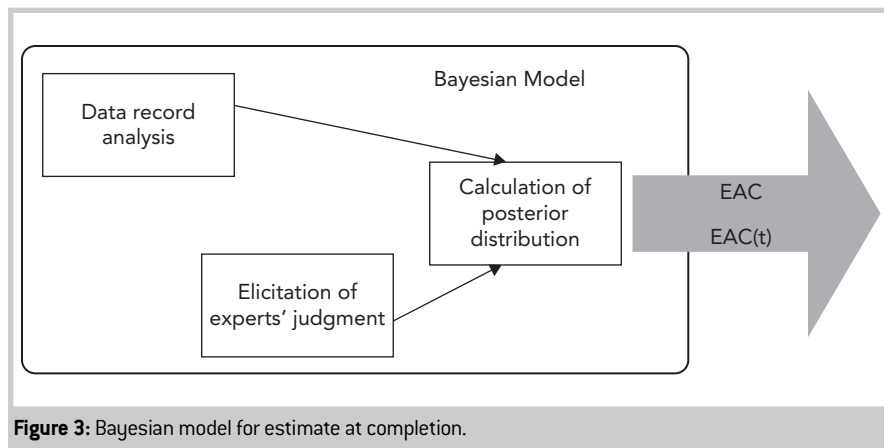 Bayesian Model
Data record
analysis
Calculation of
posterior
distribution
Elicitation of
experts’ judgment
EAC
EAC(t)
Figure 3: Bayesian model for estimate at completion.